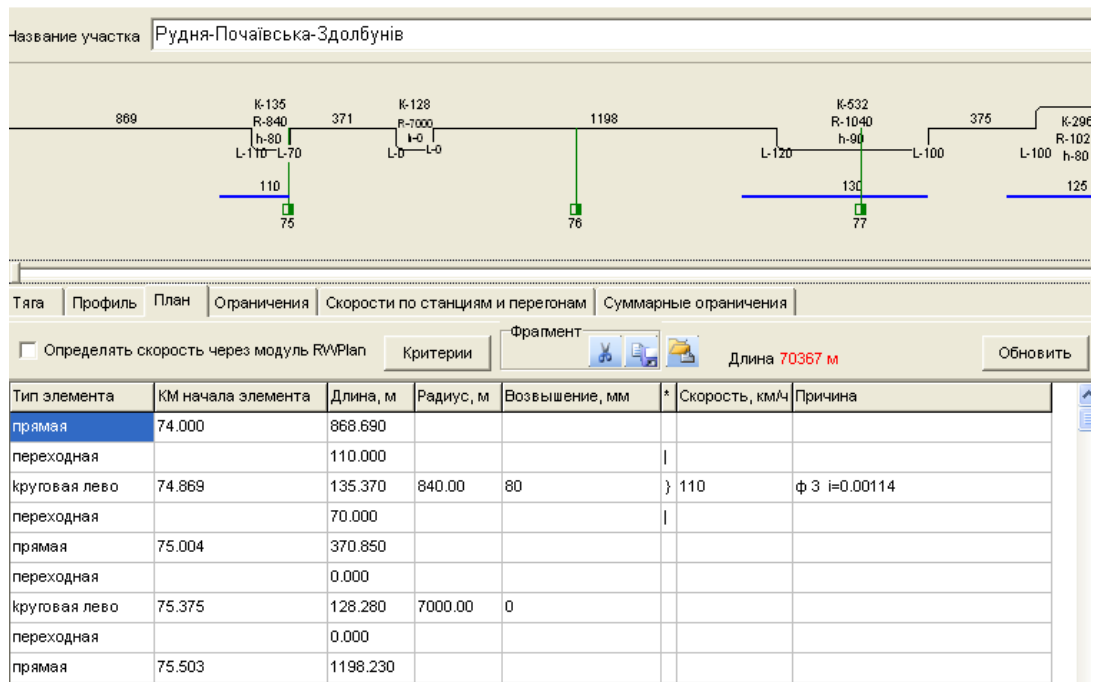 Название участка Рудня-Почаївська-Здолбунів
869 K-135 371 K-128 1198 K-532 375 K-296
R-840 R-7000 R-1040 R-102
h-80 h-0 h-90 h-80
L-110 L-70 L-0 L-0 L-120 L-100 L-100
110 130 125
75 76 77
Тяга Профиль План Ограничения Скорости по станциям и перегонам Суммарные ограничения
Определять скорость через модуль RWPlan Критерии Фрагмент Длина 70367 м Обновить
Тип элемента КМ начала элемента Длина, м Радиус, м Возвышение, мм * Скорость, км/ч Причина
прямая 74.000 868.690
переходная 110.000 |
круговая лево 74.869 135.370 840.00 80 } 110 ф 3 i=0.00114
переходная 70.000 |
прямая 75.004 370.850
переходная 0.000
круговая лево 75.375 128.280 7000.00 0
переходная 0.000
прямая 75.503 1198.230